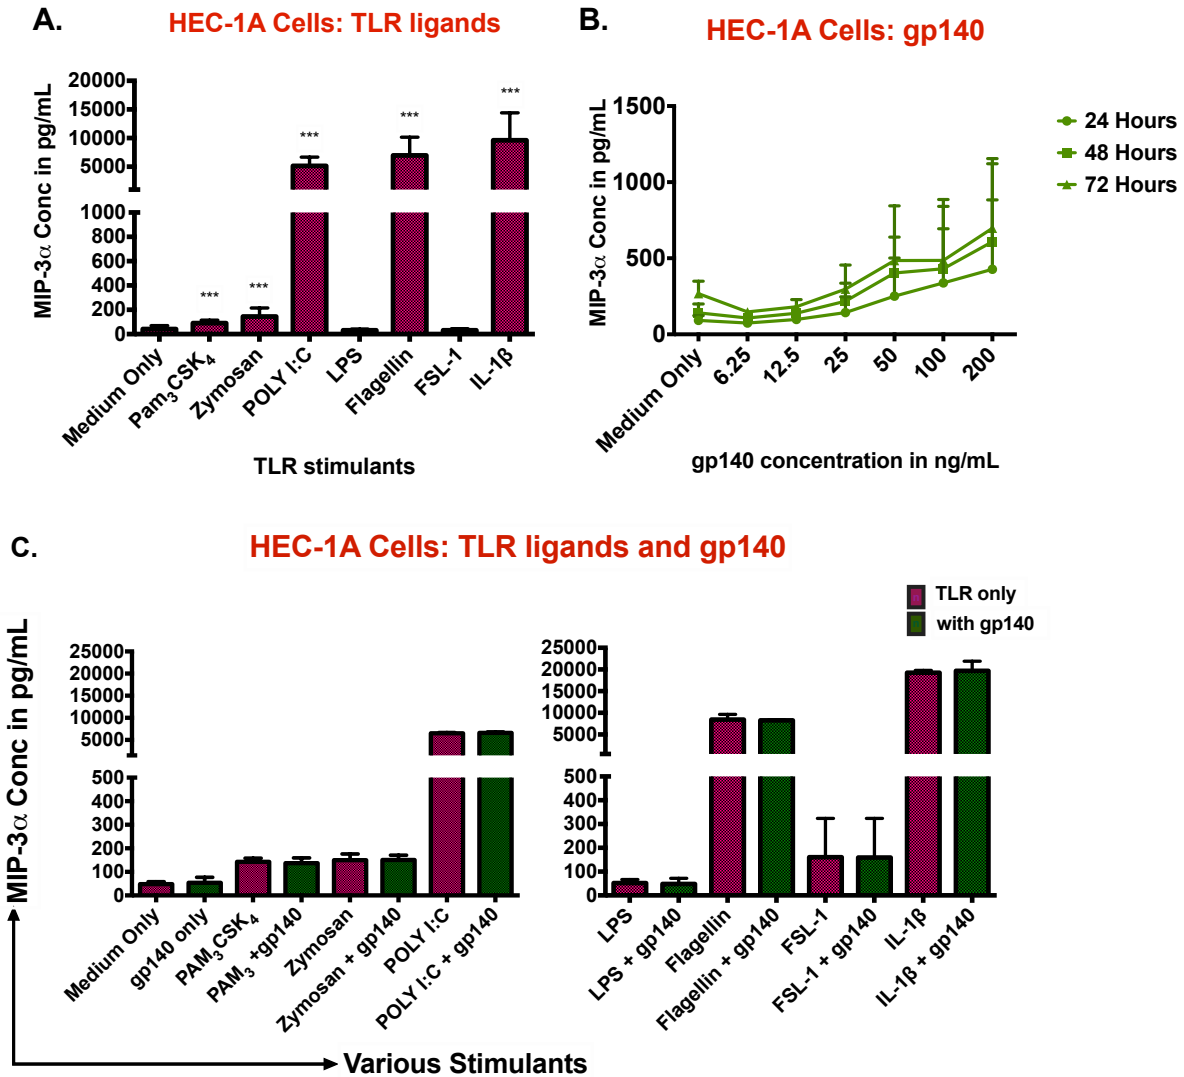 A.
HEC-1A Cells: TLR ligands
MIP-3α Conc in pg/mL
20000
15000
10000
5000
1000
800
600
400
200
0
***
***
***
***
***
Medium Only
Pam3CSK4
Zymosan
POLY I:C
LPS
Flagellin
FSL-1
IL-1β
TLR stimulants
B.
HEC-1A Cells: gp140
MIP-3α Conc in pg/mL
1500
1000
500
0
24 Hours
48 Hours
72 Hours
Medium Only
6.25
12.5
25
50
100
200
gp140 concentration in ng/mL
C.
HEC-1A Cells: TLR ligands and gp140
TLR only
with gp140
MIP-3α Conc in pg/mL
25000
20000
15000
10000
5000
500
400
300
200
100
0
Medium Only
gp140 only
PAM3CSK4
PAM3 +gp140
Zymosan
Zymosan + gp140
POLY I:C
POLY I:C + gp140
25000
20000
15000
10000
5000
500
400
300
200
100
0
LPS
LPS + gp140
Flagellin
Flagellin + gp140
FSL-1
FSL-1 + gp140
IL-1β
IL-1β + gp140
Various Stimulants